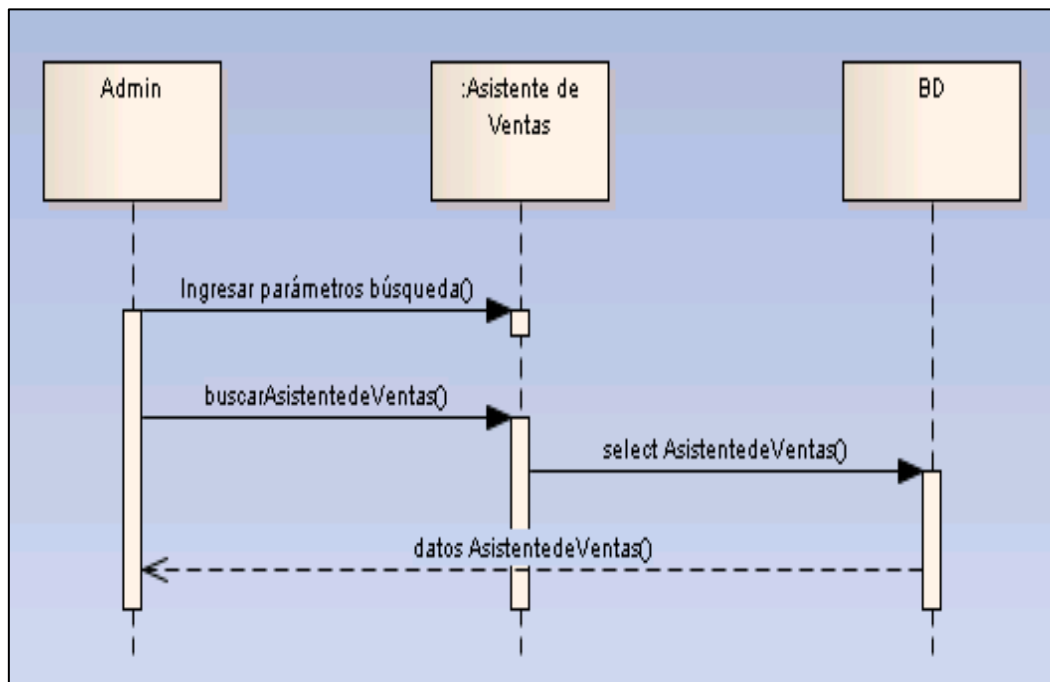 Admin
:Asistente de
Ventas
BD
Ingresar parámetros búsqueda()
buscarAsistentedeVentas()
select AsistentedeVentas()
datos AsistentedeVentas()